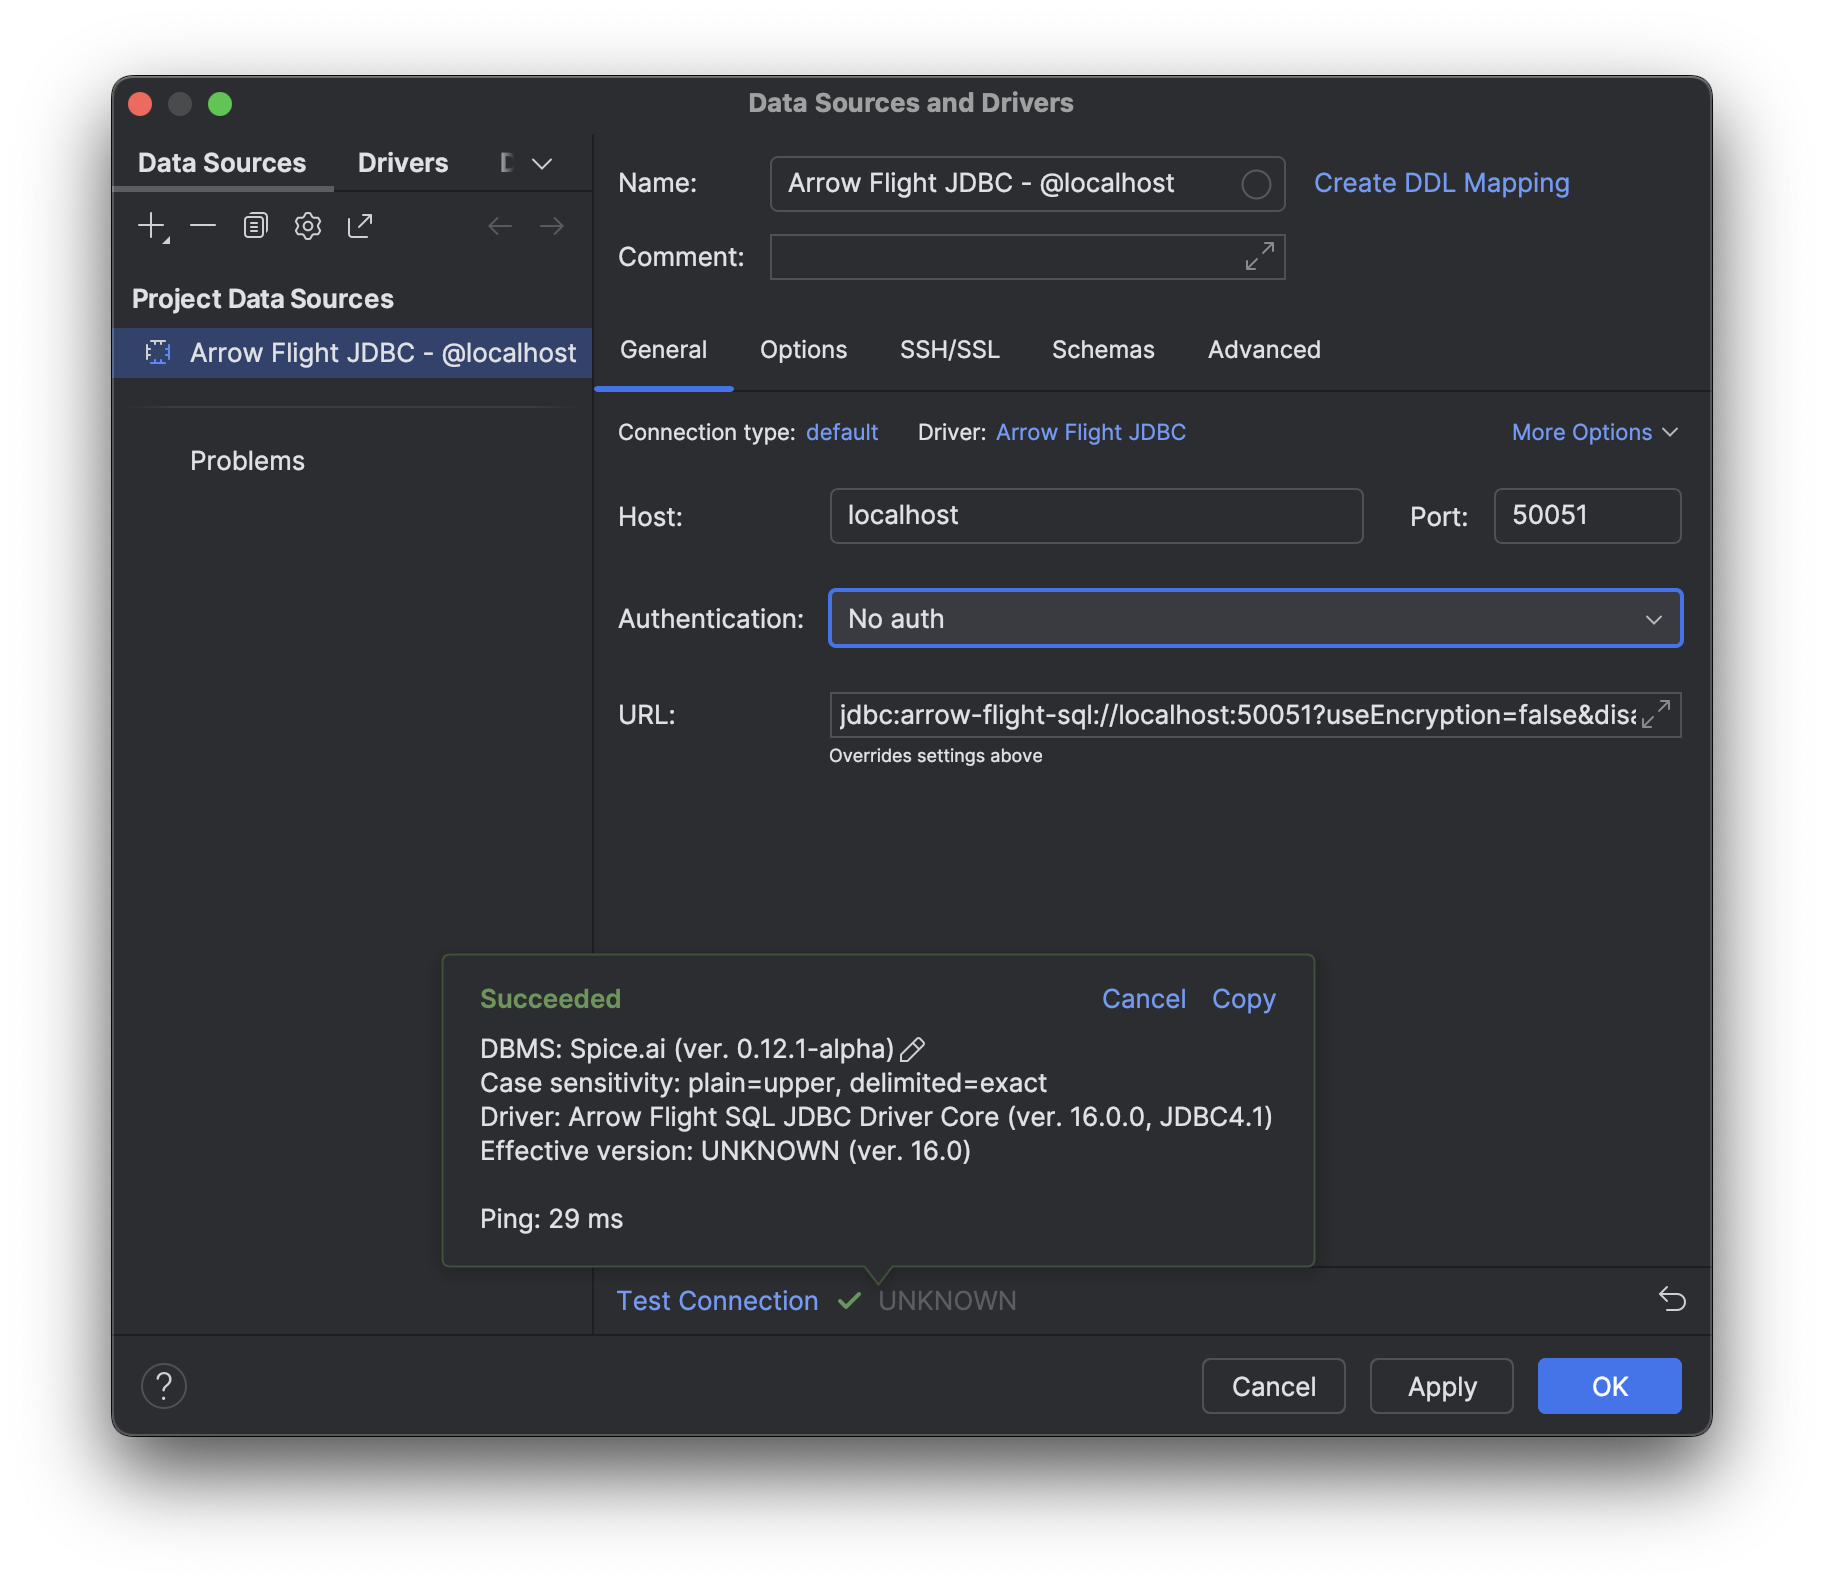 Data Sources and Drivers
Data Sources Drivers
Project Data Sources
Arrow Flight JDBC - @localhost
Problems
Name: Arrow Flight JDBC - @localhost Create DDL Mapping
Comment:
General Options SSH/SSL Schemas Advanced
Connection type: default Driver: Arrow Flight JDBC More Options
Host: localhost Port: 50051
Authentication: No auth
URL: jdbc:arrow-flight-sql://localhost:50051?useEncryption=false&disa
Overrides settings above
Succeeded Cancel Copy
DBMS: Spice.ai (ver. 0.12.1-alpha)
Case sensitivity: plain=upper, delimited=exact
Driver: Arrow Flight SQL JDBC Driver Core (ver. 16.0.0, JDBC4.1)
Effective version: UNKNOWN (ver. 16.0)
Ping: 29 ms
Test Connection UNKNOWN
? Cancel Apply OK